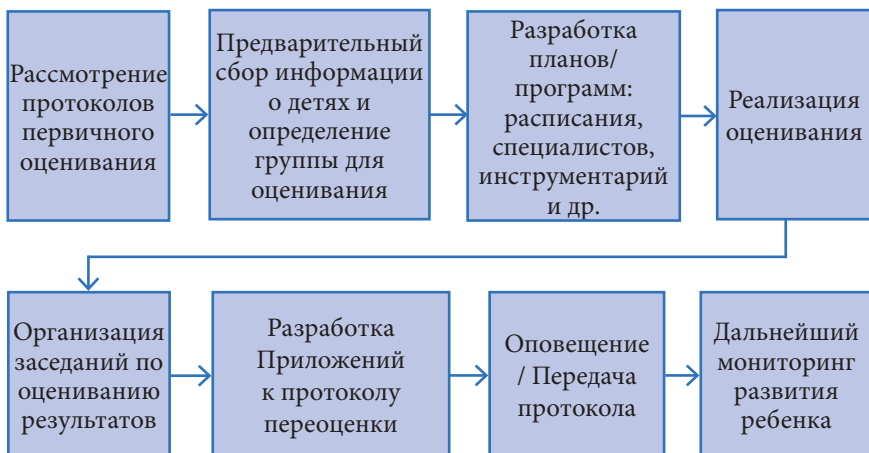 Рассмотрение
протоколов
первичного
оценивания
Предварительный
сбор информации
о детях и
определение
группы для
оценивания
Разработка
планов/
программ:
расписания,
специалистов,
инструментарий
и др.
Реализация
оценивания
Организация
заседаний по
оцениванию
результатов
Разработка
Приложений
к протоколу
переоценки
Оповещение
/ Передача
протокола
Дальнейший
мониторинг
развития
ребенка